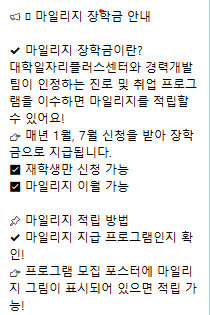 📢 마일리지 장학금 안내
✔ 마일리지 장학금이란?
대학일자리플러스센터와 경력개발
팀이 인정하는 진로 및 취업 프로그
램을 이수하면 마일리지를 적립할
수 있어요!
👉 매년 1월, 7월 신청을 받아 장학
금으로 지급됩니다.
☑ 재학생만 신청 가능
☑ 마일리지 이월 가능
📌 마일리지 적립 방법
✔ 마일리지 지급 프로그램인지 확
인!
👉 프로그램 모집 포스터에 마일리
지 그림이 표시되어 있으면 적립 가
능!